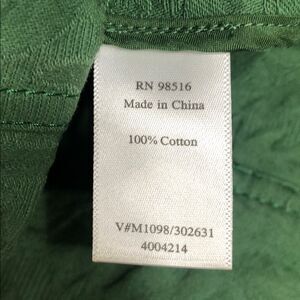 RN 98516
Made in China
100% Cotton
V#M1098/302631
4004214